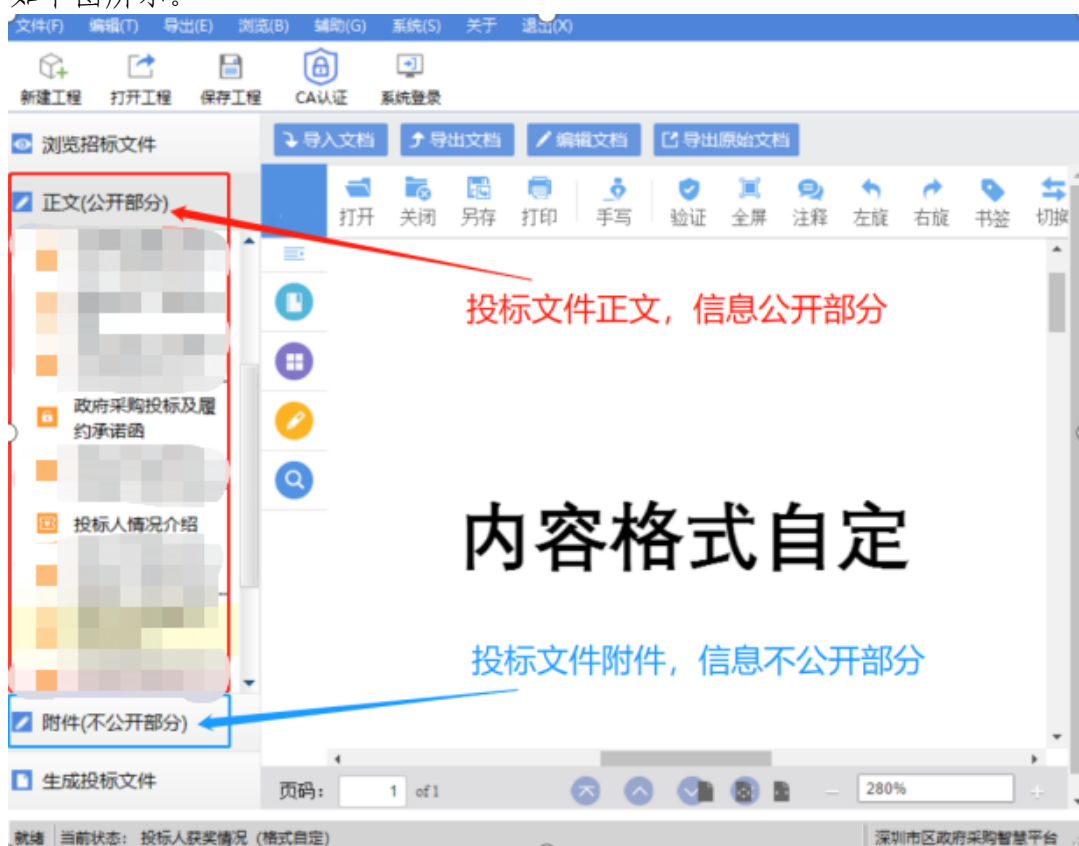 如下图所示。
文件(F) 编辑(T) 导出(E) 浏览(B) 辅助(G) 系统(S) 关于 退出(X)
新建工程 打开工程 保存工程 CA认证 系统登录
浏览招标文件
导入文档 导出文档 编辑文档 导出原始文档
正文(公开部分)
打开 关闭 另存 打印 手写 验证 全屏 注释 左旋 右旋 书签 切换
投标文件正文，信息公开部分
政府采购投标及履
约承诺函
投标人情况介绍
内容格式自定
投标文件附件，信息不公开部分
附件(不公开部分)
生成投标文件
页码: 1 of 1 280%
就绪 当前状态: 投标人获奖情况 (格式自定) 深圳市区政府采购智慧平台